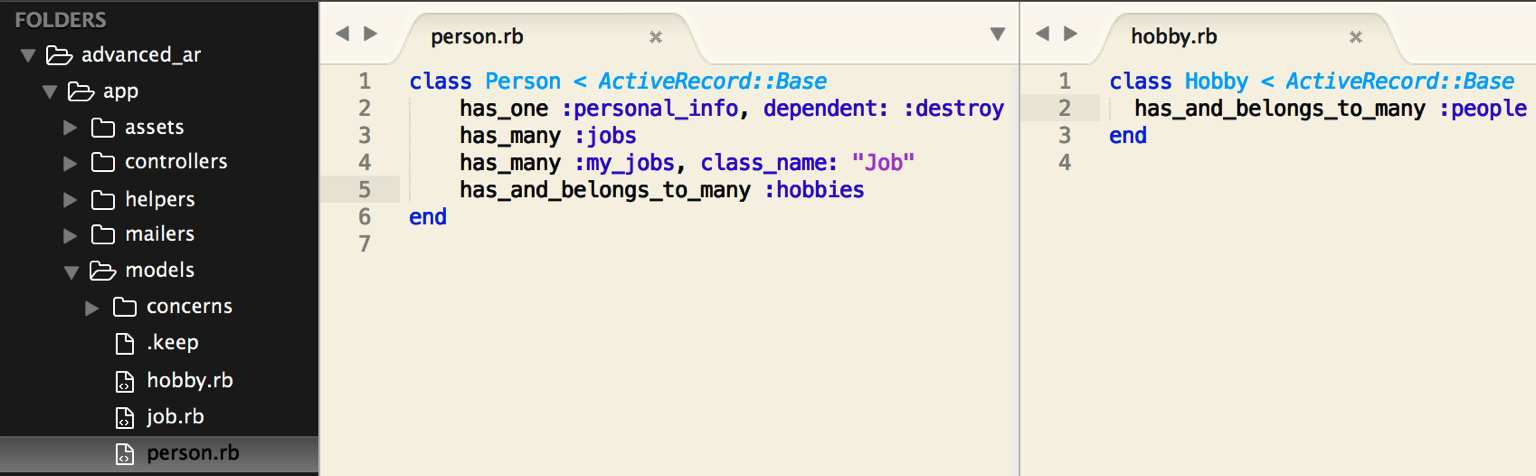 FOLDERS
advanced_ar
app
assets
controllers
helpers
mailers
models
concerns
.keep
hobby.rb
job.rb
person.rb
person.rb
1 class Person < ActiveRecord::Base
2     has_one :personal_info, dependent: :destroy
3     has_many :jobs
4     has_many :my_jobs, class_name: "Job"
5     has_and_belongs_to_many :hobbies
6 end
7
hobby.rb
1 class Hobby < ActiveRecord::Base
2   has_and_belongs_to_many :people
3 end
4